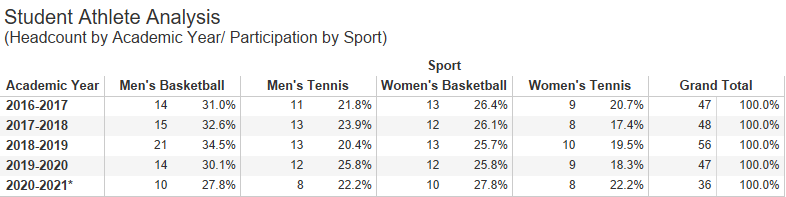 Student Athlete Analysis
(Headcount by Academic Year/ Participation by Sport)
Sport
Academic Year Men's Basketball Men's Tennis Women's Basketball Women's Tennis Grand Total
2016-2017 14 31.0% 11 21.8% 13 26.4% 9 20.7% 47 100.0%
2017-2018 15 32.6% 13 23.9% 12 26.1% 8 17.4% 48 100.0%
2018-2019 21 34.5% 13 20.4% 13 25.7% 10 19.5% 56 100.0%
2019-2020 14 30.1% 12 25.8% 12 25.8% 9 18.3% 47 100.0%
2020-2021* 10 27.8% 8 22.2% 10 27.8% 8 22.2% 36 100.0%